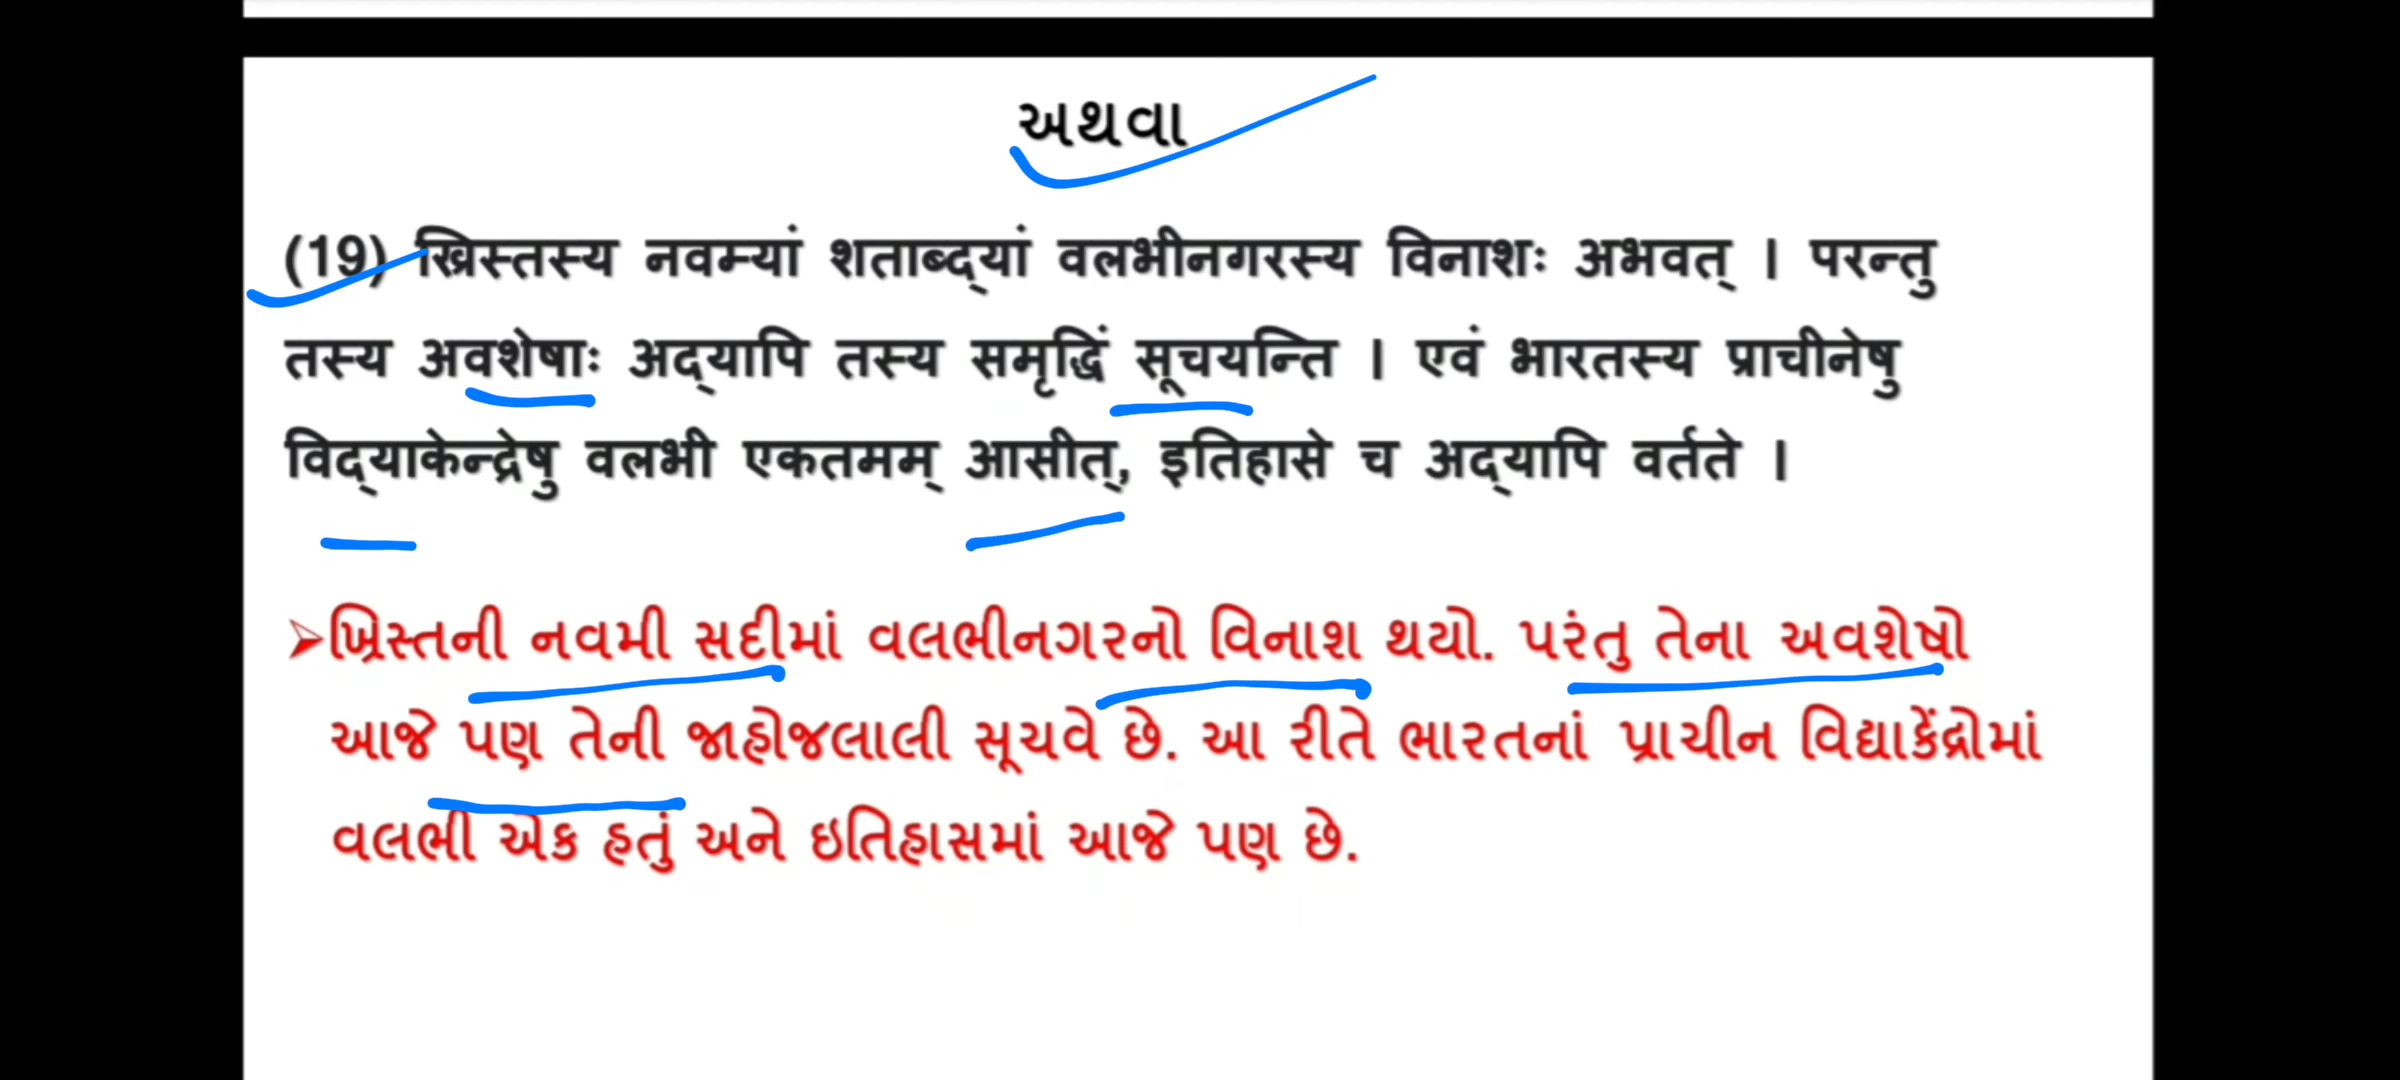 અથવા
(19) ख्रिस्तस्य नवम्यां शताब्द्यां वलभीनगरस्य विनाशः अभवत् । परन्तु
तस्य अवशेषाः अद्यापि तस्य समृद्धिं सूचयन्ति । एवं भारतस्य प्राचीनेषु
विद्याकेन्द्रेषु वलभी एकतमम् आसीत्, इतिहासे च अद्यापि वर्तते ।
➢ખ્રિસ્તની નવમી સદીમાં વલભીનગરનો વિનાશ થયો. પરંતુ તેના અવશેષો
આજે પણ તેની જાહોજલાલી સૂચવે છે. આ રીતે ભારતનાં પ્રાચીન વિદ્યાકેંદ્રોમાં
વલભી એક હતું અને ઇતિહાસમાં આજે પણ છે.